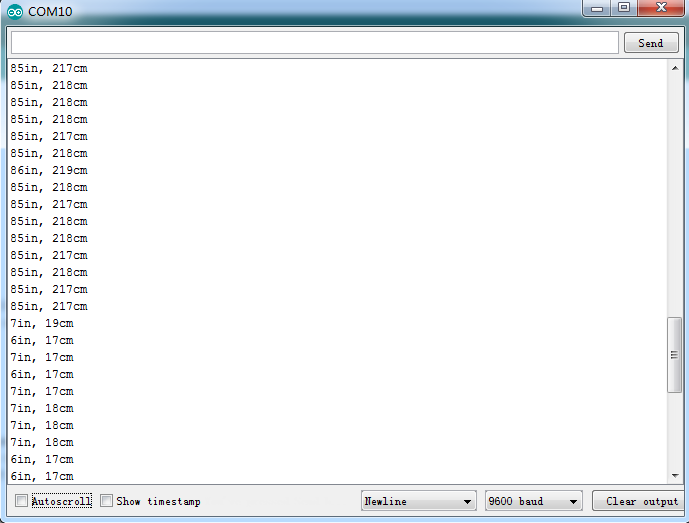 COM10
Send
85in, 217cm
85in, 218cm
85in, 218cm
85in, 218cm
85in, 217cm
85in, 218cm
86in, 219cm
85in, 218cm
85in, 217cm
85in, 218cm
85in, 218cm
85in, 217cm
85in, 218cm
85in, 217cm
85in, 217cm
7in, 19cm
6in, 17cm
7in, 17cm
6in, 17cm
7in, 17cm
7in, 18cm
7in, 18cm
7in, 18cm
6in, 17cm
6in, 17cm
Autoscroll Show timestamp Newline 9600 baud Clear output